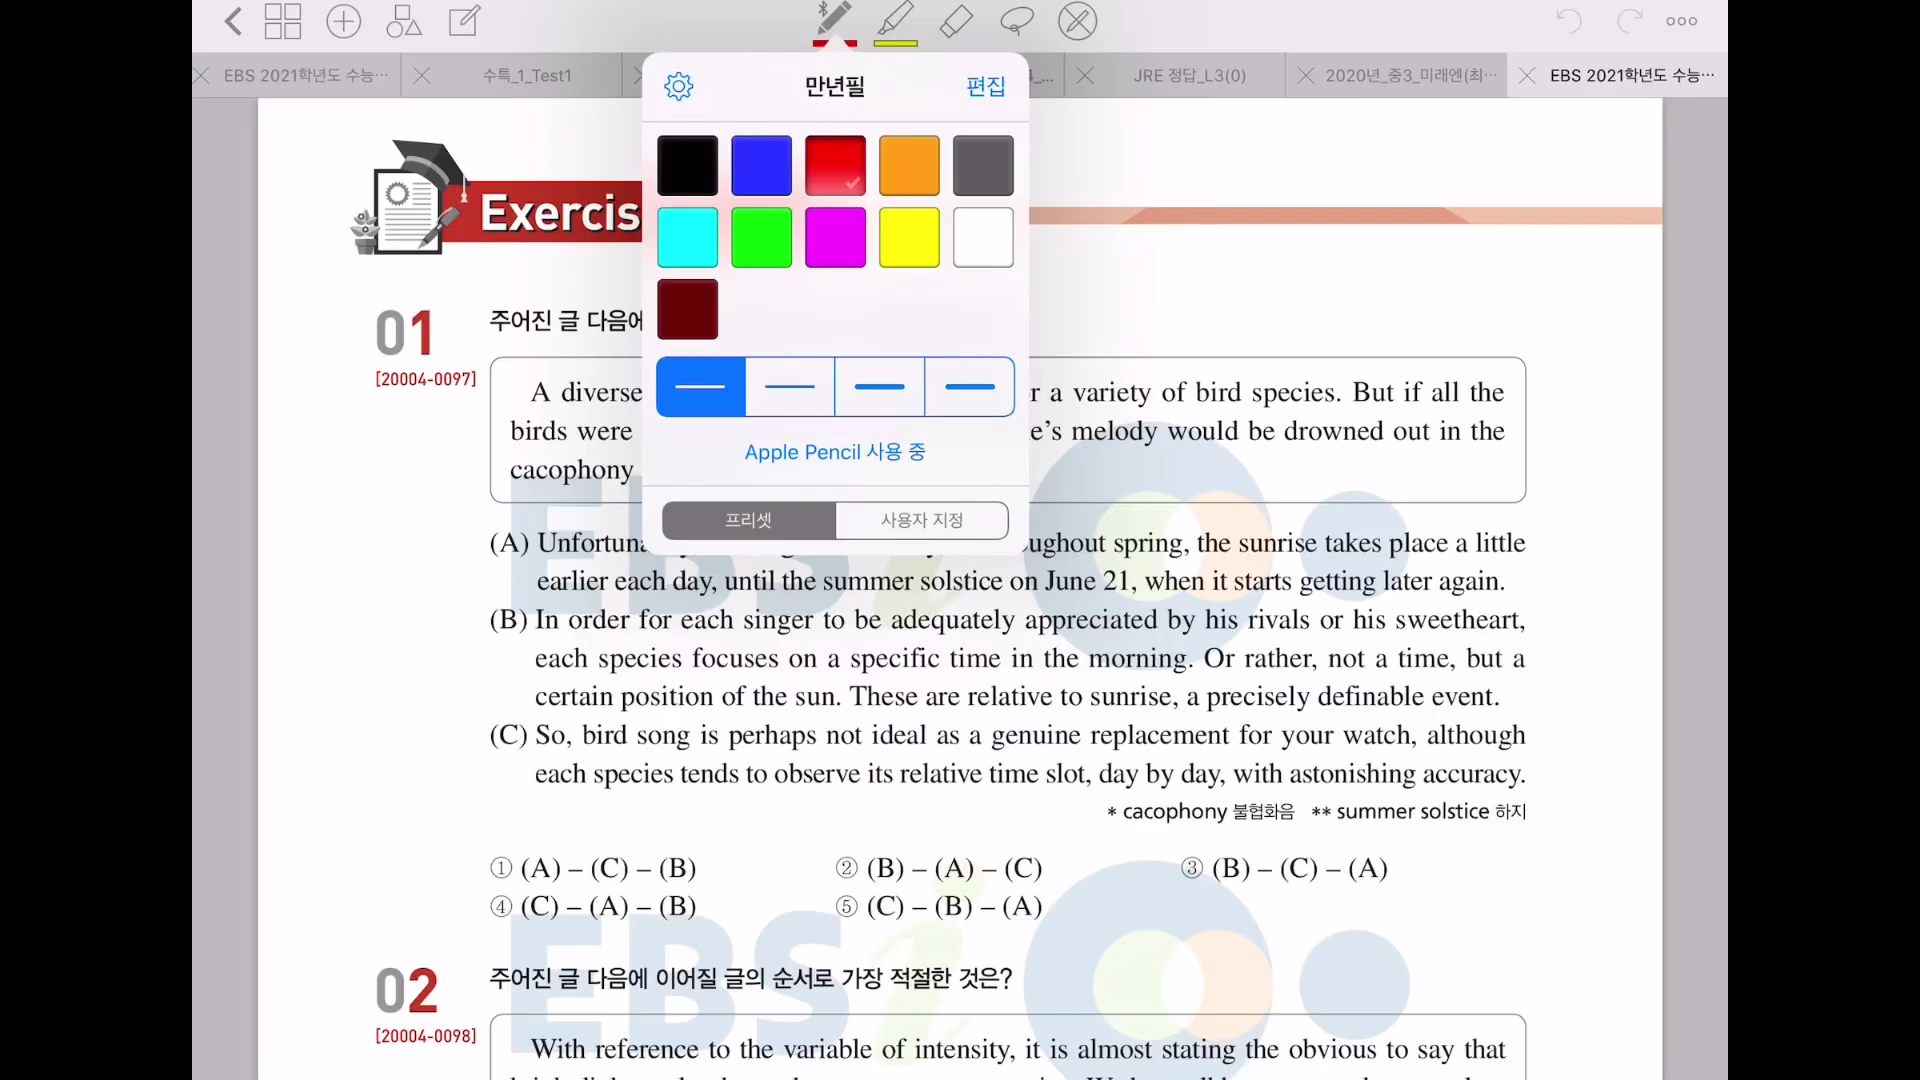 EBS 2021학년도 수능…
수특_1_Test1
4_...
JRE 정답_L3(0)
2020년_중3_미래엔(최…
EBS 2021학년도 수능…
만년필
편집
Exercis
01
주어진 글 다음에
[20004-0097]
A diverse
r a variety of bird species. But if all the
birds were
e's melody would be drowned out in the
cacophony
Apple Pencil 사용 중
프리셋
사용자 지정
(A) Unfortuna
ughout spring, the sunrise takes place a little
earlier each day, until the summer solstice on June 21, when it starts getting later again.
(B) In order for each singer to be adequately appreciated by his rivals or his sweetheart,
each species focuses on a specific time in the morning. Or rather, not a time, but a
certain position of the sun. These are relative to sunrise, a precisely definable event.
(C) So, bird song is perhaps not ideal as a genuine replacement for your watch, although
each species tends to observe its relative time slot, day by day, with astonishing accuracy.
* cacophony 불협화음 ** summer solstice 하지
① (A) – (C) – (B) ② (B) – (A) – (C) ③ (B) – (C) – (A)
④ (C) – (A) – (B) ⑤ (C) – (B) – (A)
02
주어진 글 다음에 이어질 글의 순서로 가장 적절한 것은?
[20004-0098]
With reference to the variable of intensity, it is almost stating the obvious to say that
EBSi
EBSi